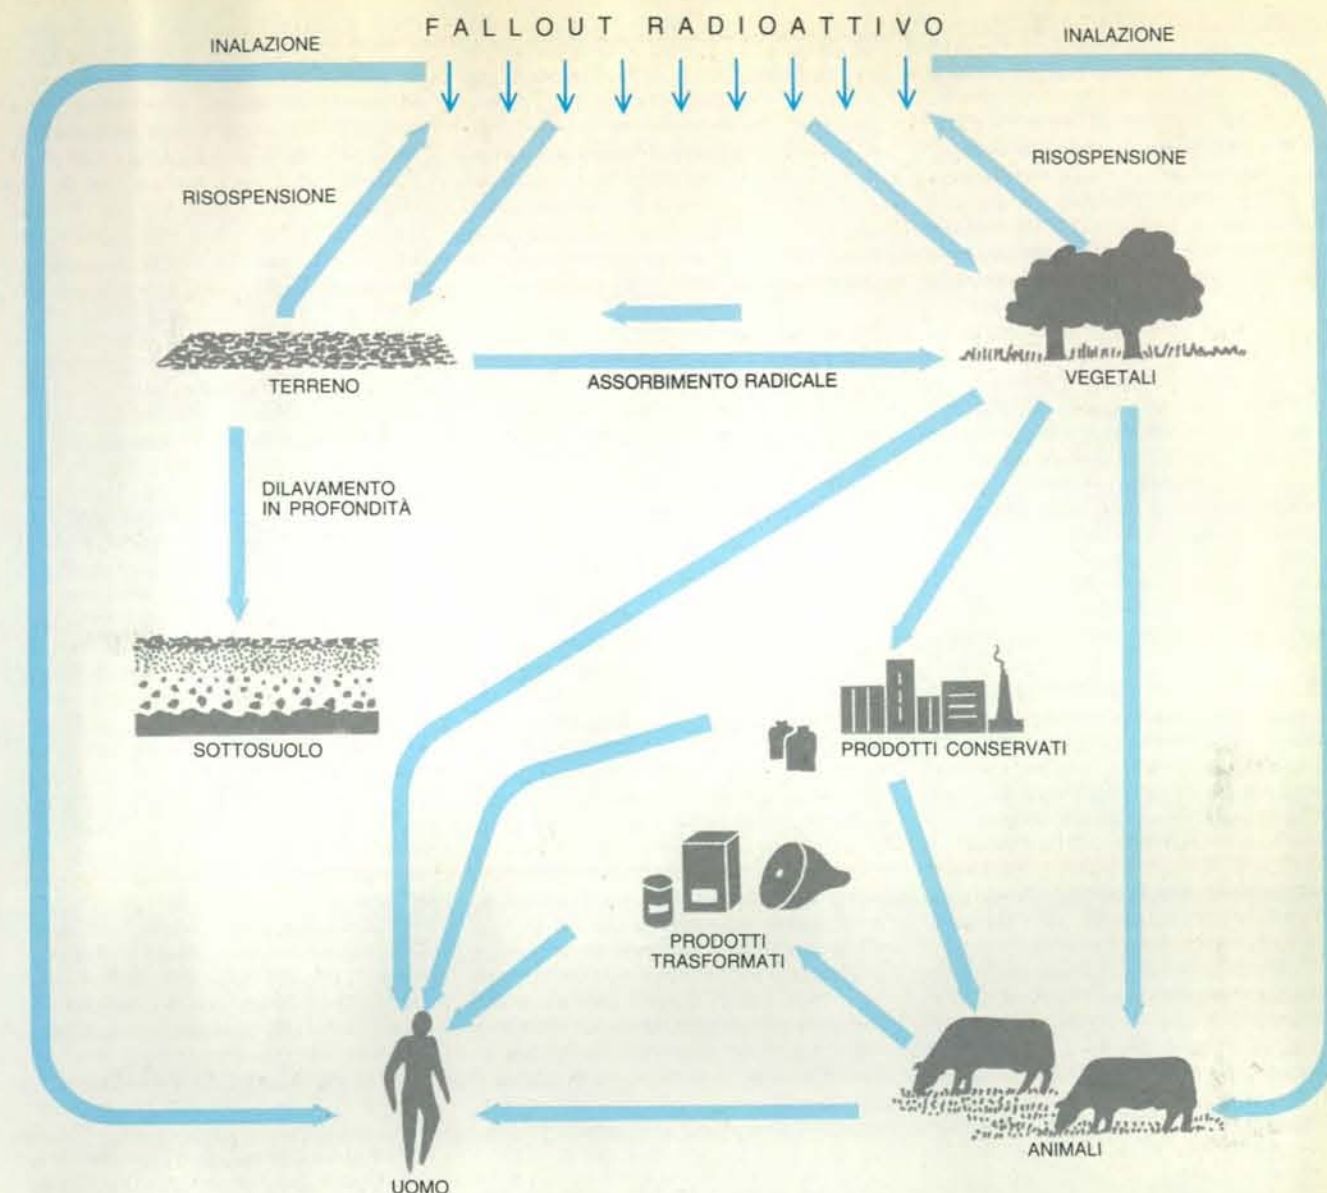 FALLOUT RADIOATTIVO
INALAZIONE
INALAZIONE
RISOSPENSIONE
RISOSPENSIONE
TERRENO
ASSORBIMENTO RADICALE
VEGETALI
DILAVAMENTO
IN PROFONDITÀ
SOTTOSUOLO
PRODOTTI CONSERVATI
PRODOTTI
TRASFORMATI
ANIMALI
UOMO